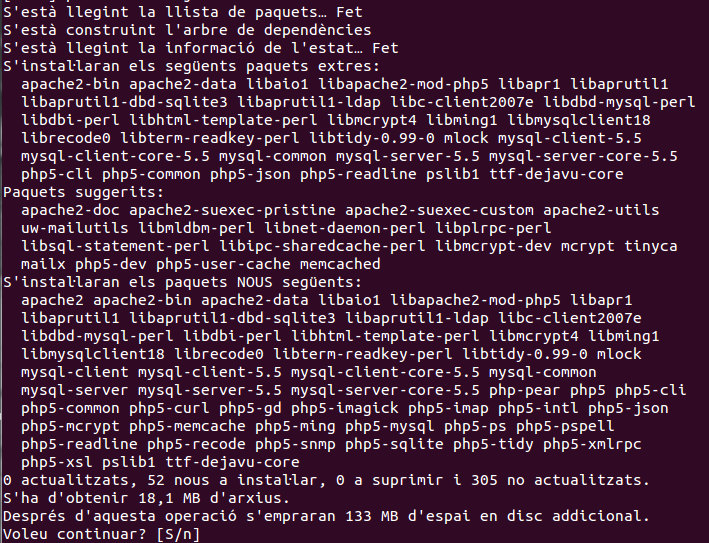 S'està llegint la llista de paquets… Fet
S'està construint l'arbre de dependències
S'està llegint la informació de l'estat… Fet
S'instal·laran els següents paquets extres:
apache2-bin apache2-data libaio1 libapache2-mod-php5 libapr1 libaprutil1
libaprutil1-dbd-sqlite3 libaprutil1-ldap libc-client2007e libdbd-mysql-perl
libdbi-perl libhtml-template-perl libmcrypt4 libming1 libmysqlclient18
librecode0 libterm-readkey-perl libtidy-0.99-0 mlock mysql-client-5.5
mysql-client-core-5.5 mysql-common mysql-server-5.5 mysql-server-core-5.5
php5-cli php5-common php5-json php5-readline pslib1 ttf-dejavu-core
Paquets suggerits:
apache2-doc apache2-suexec-pristine apache2-suexec-custom apache2-utils
uw-mailutils libmldbm-perl libnet-daemon-perl libplrpc-perl
libsql-statement-perl libipc-sharedcache-perl libmcrypt-dev mcrypt tinyca
mailx php5-dev php5-user-cache memcached
S'instal·laran els paquets NOUS següents:
apache2 apache2-bin apache2-data libaio1 libapache2-mod-php5 libapr1
libaprutil1 libaprutil1-dbd-sqlite3 libaprutil1-ldap libc-client2007e
libdbd-mysql-perl libdbi-perl libhtml-template-perl libmcrypt4 libming1
libmysqlclient18 librecode0 libterm-readkey-perl libtidy-0.99-0 mlock
mysql-client mysql-client-5.5 mysql-client-core-5.5 mysql-common
mysql-server mysql-server-5.5 mysql-server-core-5.5 php-pear php5 php5-cli
php5-common php5-curl php5-gd php5-imagick php5-imap php5-intl php5-json
php5-mcrypt php5-memcache php5-ming php5-mysql php5-ps php5-pspell
php5-readline php5-recode php5-snmp php5-sqlite php5-tidy php5-xmlrpc
php5-xsl pslib1 ttf-dejavu-core
0 actualitzats, 52 nous a instal·lar, 0 a suprimir i 305 no actualitzats.
S'ha d'obtenir 18,1 MB d'arxius.
Després d'aquesta operació s'empraran 133 MB d'espai en disc addicional.
Voleu continuar? [S/n]